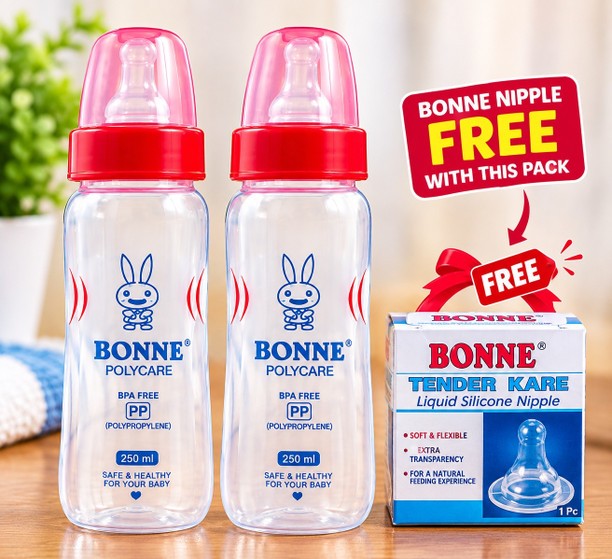 BONNE®
POLYCARE
BPA FREE
PP
(POLYPROPYLENE)
250 ml
SAFE & HEALTHY
FOR YOUR BABY
BONNE®
POLYCARE
BPA FREE
PP
(POLYPROPYLENE)
250 ml
SAFE & HEALTHY
FOR YOUR BABY
BONNE NIPPLE
FREE
WITH THIS PACK
FREE
BONNE®
BONNE®
TENDER KARE
Liquid Silicone Nipple
• SOFT & FLEXIBLE
• EXTRA
TRANSPARENCY
• FOR A NATURAL
FEEDING EXPERIENCE
1 Pc